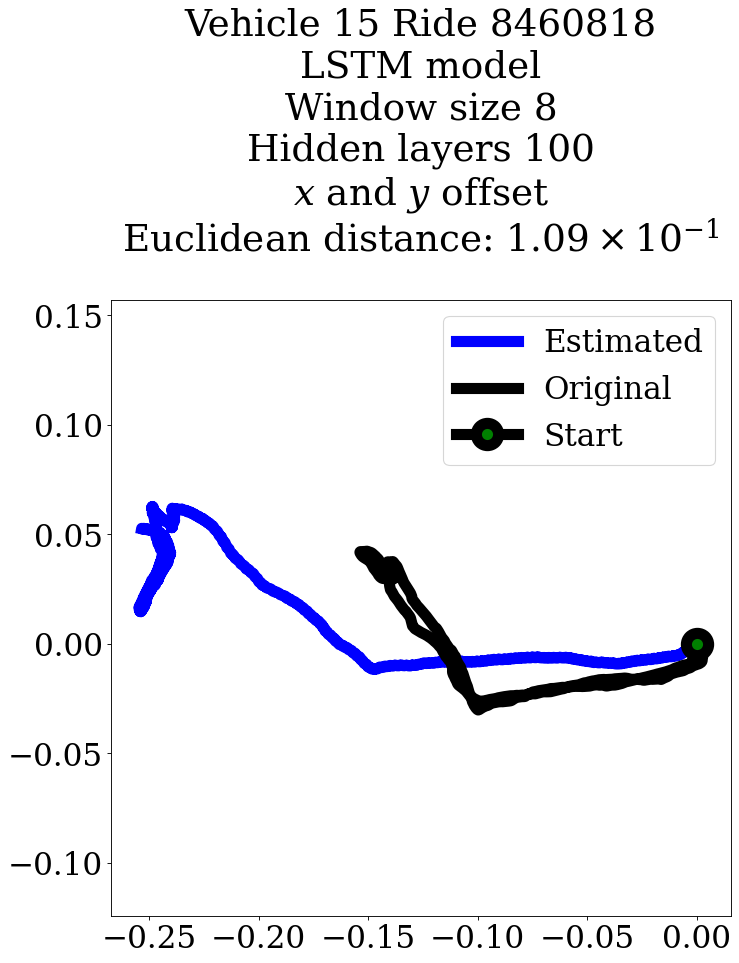 Vehicle 15 Ride 8460818
LSTM model
Window size 8
Hidden layers 100
x and y offset
Euclidean distance: 1.09 × 10⁻¹
Estimated
Original
Start
0.15
0.10
0.05
0.00
−0.05
−0.10
−0.25 −0.20 −0.15 −0.10 −0.05 0.00